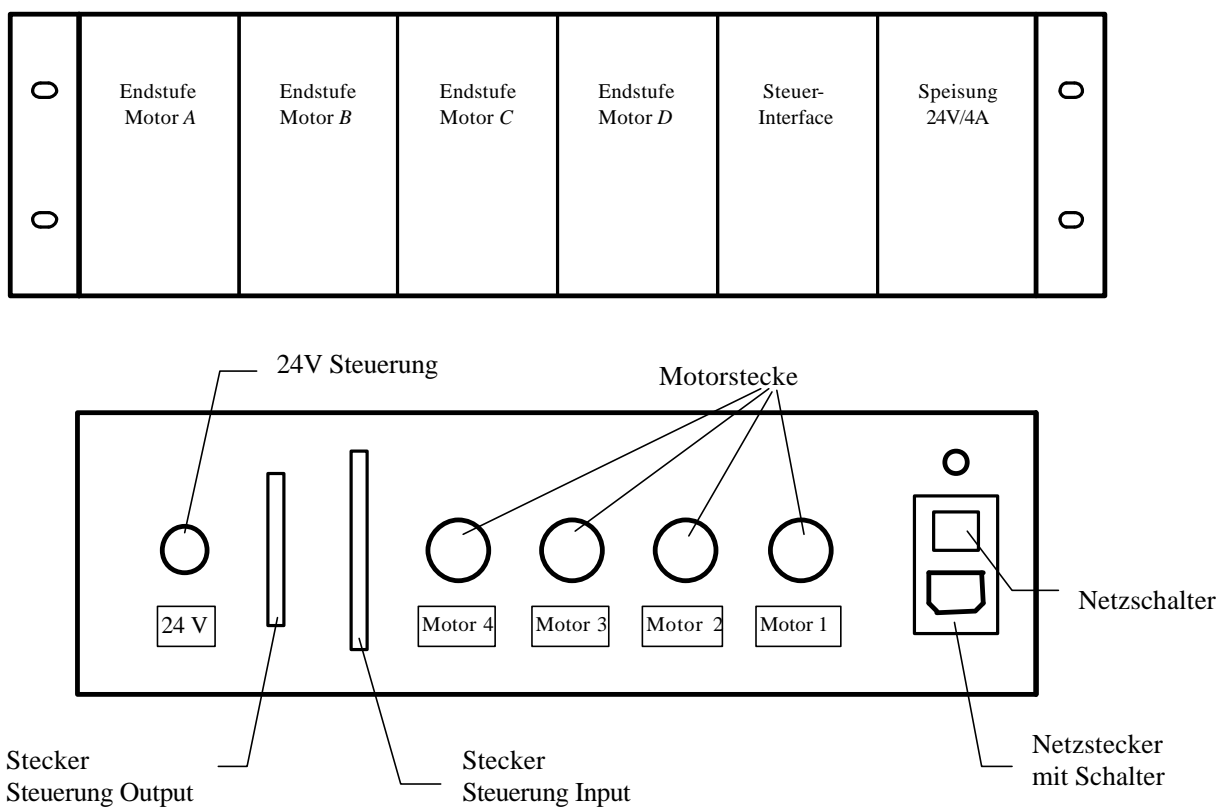 Endstufe Motor A
Endstufe Motor B
Endstufe Motor C
Endstufe Motor D
Steuer-
Interface
Speisung
24V/4A
24V Steuerung
Motorstecke
24 V
Motor 4
Motor 3
Motor 2
Motor 1
Netzschalter
Stecker
Steuerung Output
Stecker
Steuerung Input
Netzstecker
mit Schalter